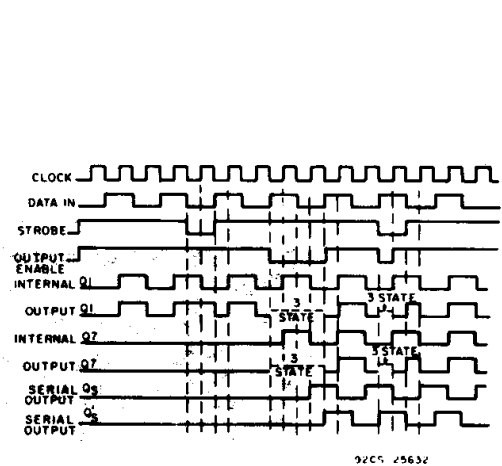 CLOCK
DATA IN
STROBE
OUTPUT
ENABLE
INTERNAL Q1
3 STATE
OUTPUT Q1
3
STATE
INTERNAL Q7
3 STATE
OUTPUT Q7
3
STATE
SERIAL QS
OUTPUT
SERIAL Q'S
OUTPUT
92CS-25632